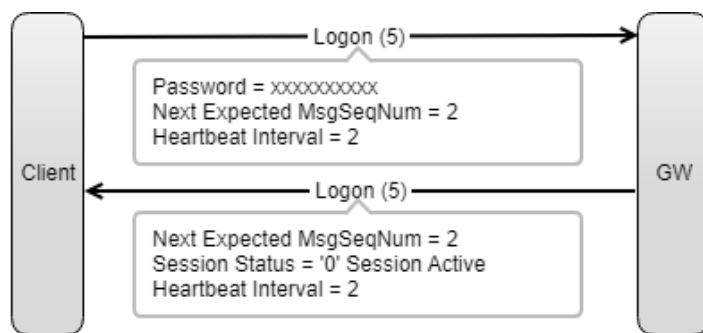 Logon (5)
Password = xxxxxxxxxx
Next Expected MsgSeqNum = 2
Heartbeat Interval = 2
Client
GW
Logon (5)
Next Expected MsgSeqNum = 2
Session Status = '0' Session Active
Heartbeat Interval = 2